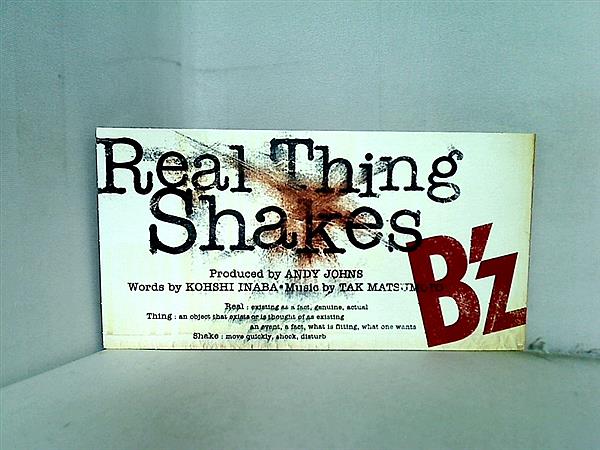 Real Thing
Shakes
B'z
Produced by ANDY JOHNS
Words by KOHSHI INABA • Music by TAK MATSUMOTO
Real : existing as a fact, genuine, actual
Thing : an object that exists or is thought of as existing
an event, a fact, what is fitting, what one wants
Shake : move quickly, shock, disturb